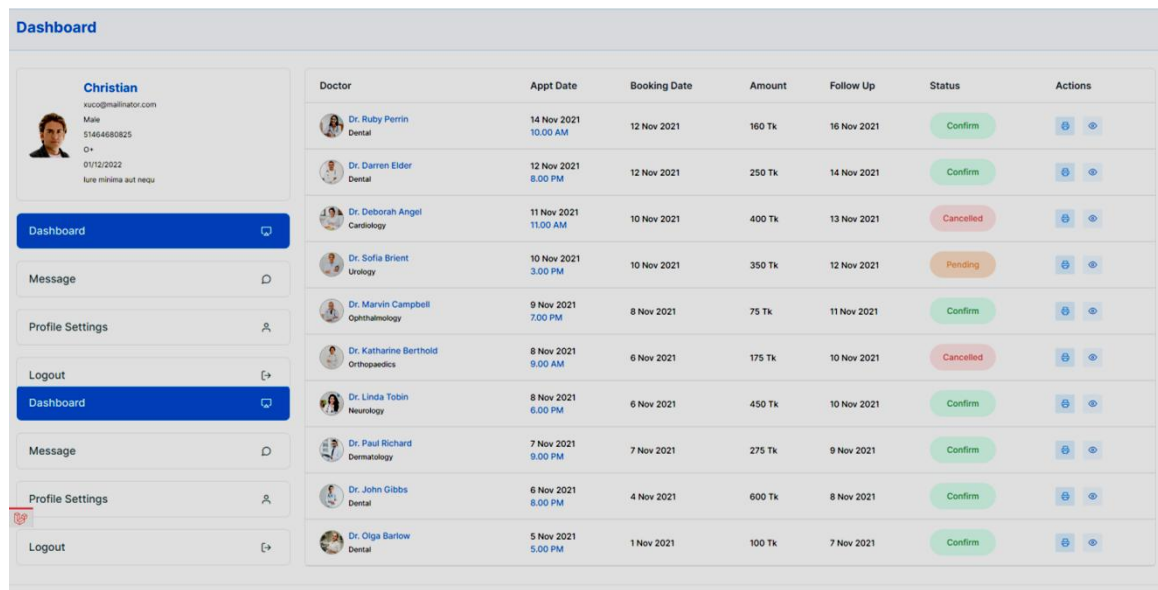 Dashboard
Christian
xuco@mailinator.com
Male
51464680825
O+
01/12/2022
Iure minima aut nequ
Dashboard
Message
Profile Settings
Logout
Dashboard
Message
Profile Settings
Logout
Doctor Appt Date Booking Date Amount Follow Up Status Actions
Dr. Ruby Perrin 14 Nov 2021
Dental 10.00 AM 12 Nov 2021 160 Tk 16 Nov 2021 Confirm
Dr. Darren Elder 12 Nov 2021
Dental 8.00 PM 12 Nov 2021 250 Tk 14 Nov 2021 Confirm
Dr. Deborah Angel 11 Nov 2021
Cardiology 11.00 AM 10 Nov 2021 400 Tk 13 Nov 2021 Cancelled
Dr. Sofia Brient 10 Nov 2021
Urology 3.00 PM 10 Nov 2021 350 Tk 12 Nov 2021 Pending
Dr. Marvin Campbell 9 Nov 2021
Ophthalmology 7.00 PM 8 Nov 2021 75 Tk 11 Nov 2021 Confirm
Dr. Katharine Berthold 8 Nov 2021
Orthopaedics 9.00 AM 6 Nov 2021 175 Tk 10 Nov 2021 Cancelled
Dr. Linda Tobin 8 Nov 2021
Neurology 6.00 PM 6 Nov 2021 450 Tk 10 Nov 2021 Confirm
Dr. Paul Richard 7 Nov 2021
Dermatology 9.00 PM 7 Nov 2021 275 Tk 9 Nov 2021 Confirm
Dr. John Gibbs 6 Nov 2021
Dental 8.00 PM 4 Nov 2021 600 Tk 8 Nov 2021 Confirm
Dr. Olga Barlow 5 Nov 2021
Dental 5.00 PM 1 Nov 2021 100 Tk 7 Nov 2021 Confirm